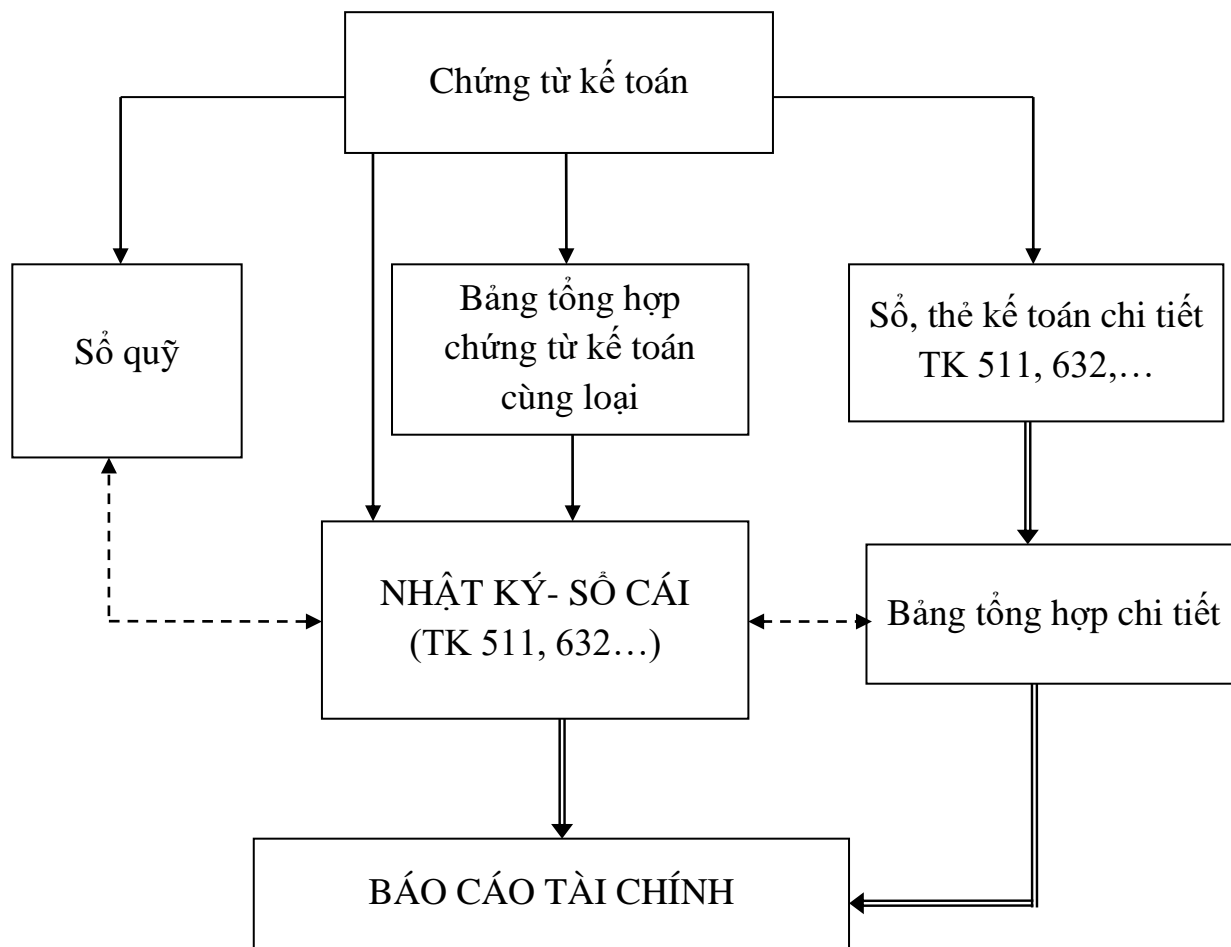 Chứng từ kế toán
Sổ quỹ
Bảng tổng hợp
chứng từ kế toán
cùng loại
Sổ, thẻ kế toán chi tiết
TK 511, 632,…
NHẬT KÝ- SỔ CÁI
(TK 511, 632…)
Bảng tổng hợp chi tiết
BÁO CÁO TÀI CHÍNH